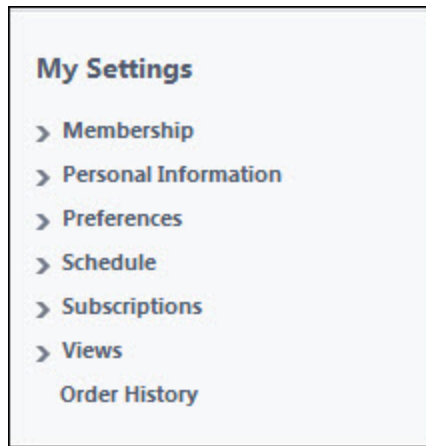 My Settings
Membership
Personal Information
Preferences
Schedule
Subscriptions
Views
Order History